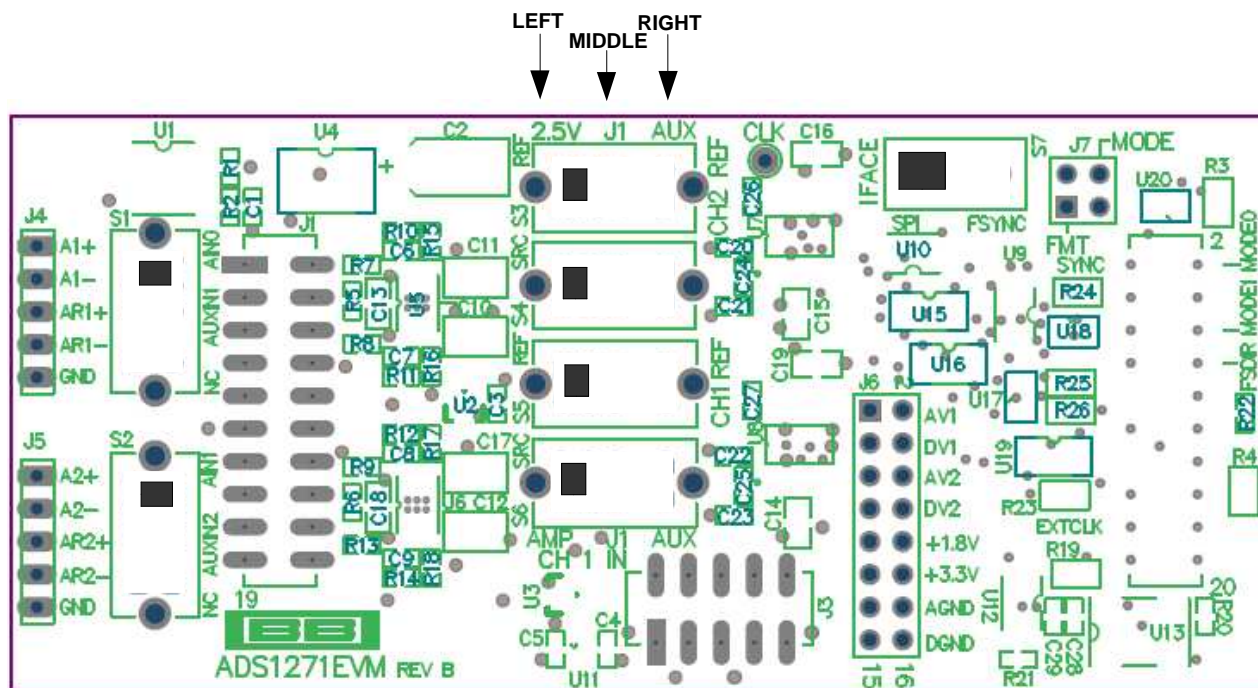 LEFT MIDDLE RIGHT
U1 U4 C2 2.5V J1 AUX CLK C16 S7 J7 MODE
REF REF IFACE R3
R1 + U20
R2 C1 S3 CH2 C26 U7
J4 S1 J1 R10 C6 R15 C11 SPI FSYNC FMT 2
A1+ AIN0 R7 SRC C20 U10 U9 SYNC MODE0
A1- AUXIN1 R5 C13 U5 C10 S4 C24 C21 C15 U15 R24 MODE1
AR1+ U18
AR1- R8 C7 R16 REF REF C19 U16 FSDIR
GND NC R11 U2 C3 S5 CH1 C27 J6 2 U17 R25 R22
R26
J5 S2 R12 C8 R17 C17 SRC U8 AV1
A2+ AIN1 R9 C22 DV1 U19 R4
A2- R6 C18 U6 C12 S6 C25 C23 C14 AV2
AR2+ AUXIN2 R13 AMP J1 AUX DV2 R23 EXTCLK
AR2- C9 R18 CH 1 IN +1.8V R19
GND NC R14 U3 J3 +3.3V U12
19 C5 C4 AGND C29 C28 U13 R20 20
BB DGND
ADS1271EVM REV B U11 15 16 R21